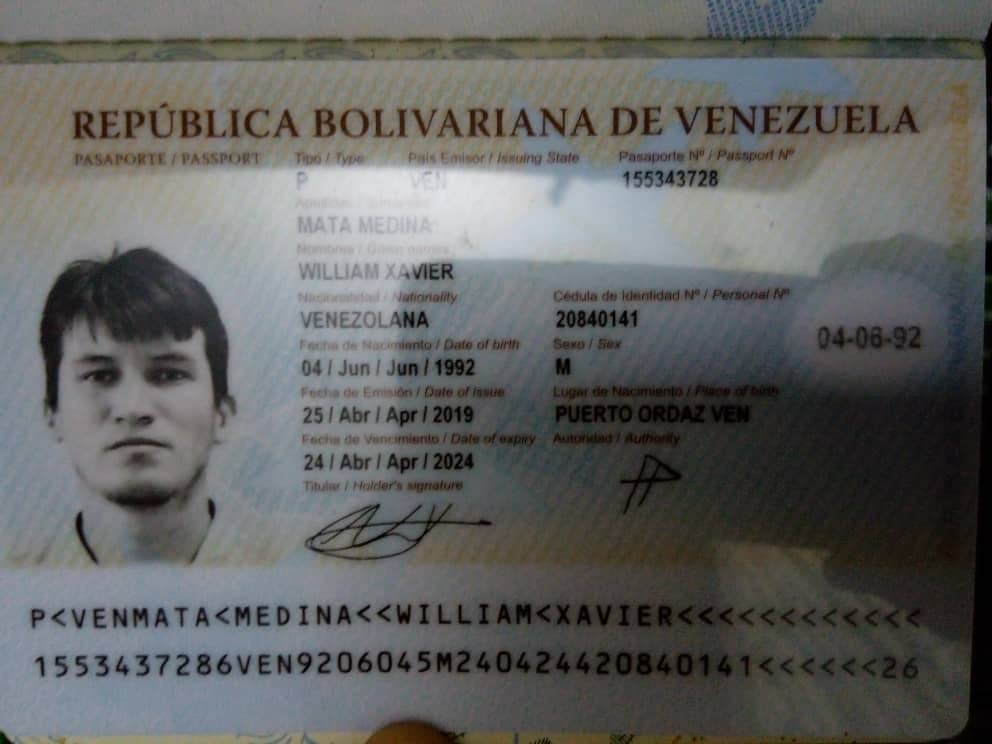 REPÚBLICA BOLIVARIANA DE VENEZUELA
PASAPORTE / PASSPORT Tipo / Type País Emisor / Issuing State Pasaporte Nº / Passport Nº
P VEN 155343728
MATA MEDINA
Nombres / Given names
WILLIAM XAVIER
Nacionalidad / Nationality Cédula de Identidad Nº / Personal Nº
VENEZOLANA 20840141
04-06-92
Fecha de Nacimiento / Date of birth Sexo / Sex
04 / Jun / Jun / 1992 M
Fecha de Emisión / Date of issue Lugar de Nacimiento / Place of birth
25 / Abr / Apr / 2019 PUERTO ORDAZ VEN
Fecha de Vencimiento / Date of expiry Autoridad / Authority
24 / Abr / Apr / 2024
Titular / Holder's signature
P<VENMATA<MEDINA<<WILLIAM<XAVIER<<<<<<<<<<<<
1553437286VEN9206045M240424420840141<<<<<<26